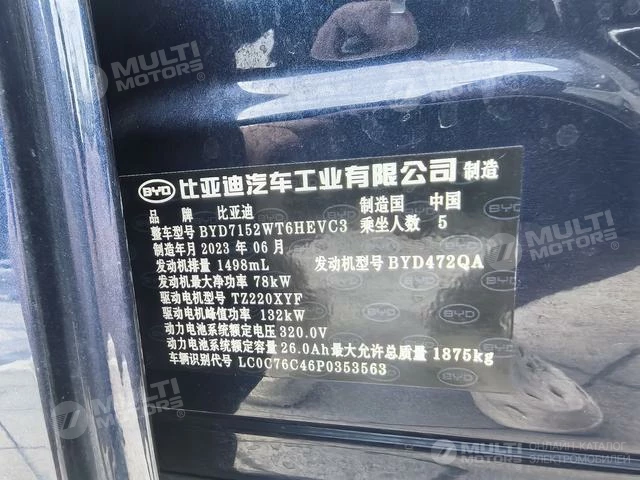 MULTI
MOTORS
MULTI
MOTORS
BYD 比亚迪汽车工业有限公司 制造
品牌 比亚迪 制造国 中国
整车型号 BYD7152WT6HEVC3 乘坐人数 5
制造年月 2023 年 06 月
发动机排量 1498mL 发动机型号 BYD472QA
发动机最大净功率 78kW
驱动电机型号 TZ220XYF
驱动电机峰值功率 132kW
动力电池系统额定电压 320.0V
动力电池系统额定容量 26.0Ah 最大允许总质量 1875kg
车辆识别代号 LC0C76C46P0353563
MULTI
MOTORS
MULTI
MOTORS
ОНЛАЙН-КАТАЛОГ
ЭЛЕКТРОМОБИЛЕЙ